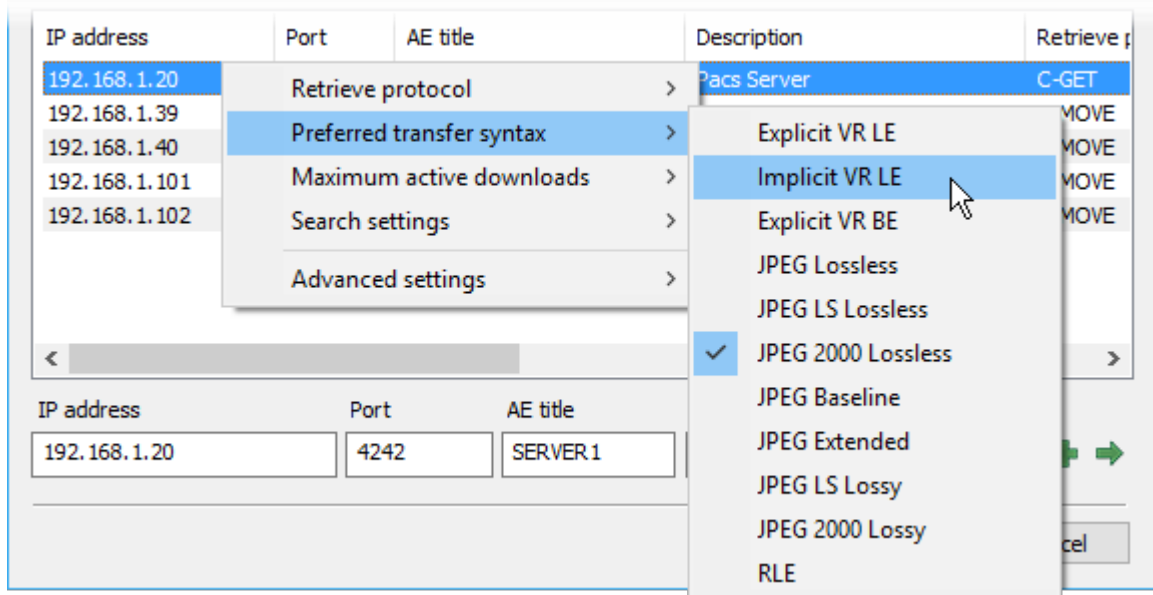 IP address Port AE title Description Retrieve p
192.168.1.20 Pacs Server C-GET
192.168.1.39 MOVE
192.168.1.40 MOVE
192.168.1.101 MOVE
192.168.1.102 MOVE
Retrieve protocol
Preferred transfer syntax
Maximum active downloads
Search settings
Advanced settings
Explicit VR LE
Implicit VR LE
Explicit VR BE
JPEG Lossless
JPEG LS Lossless
JPEG 2000 Lossless
JPEG Baseline
JPEG Extended
JPEG LS Lossy
JPEG 2000 Lossy
RLE
IP address Port AE title
192.168.1.20 4242 SERVER1
cel